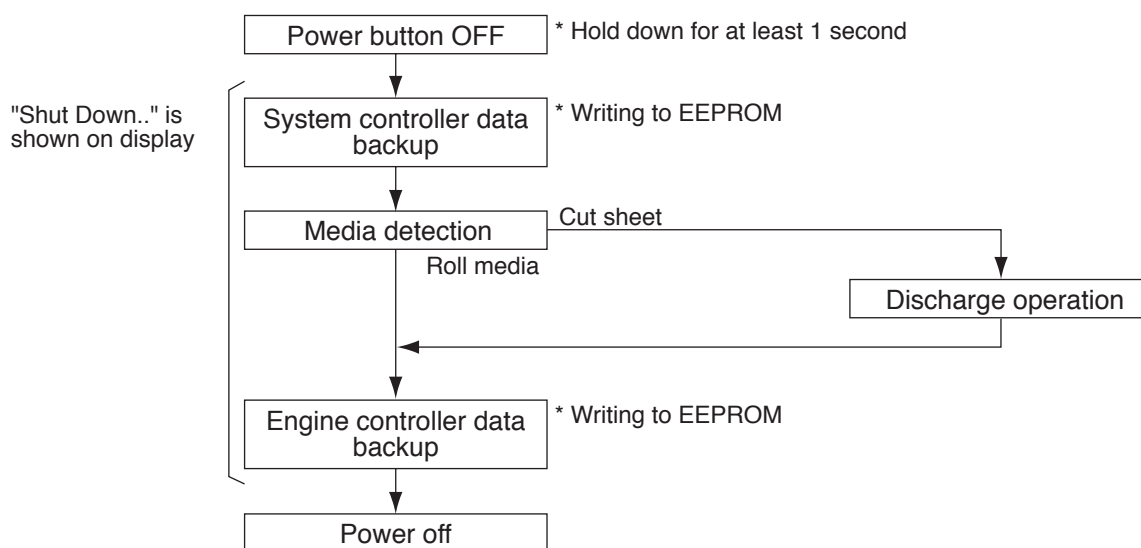 Power button OFF
* Hold down for at least 1 second
"Shut Down.." is
shown on display
System controller data
backup
* Writing to EEPROM
Media detection
Cut sheet
Roll media
Discharge operation
Engine controller data
backup
* Writing to EEPROM
Power off